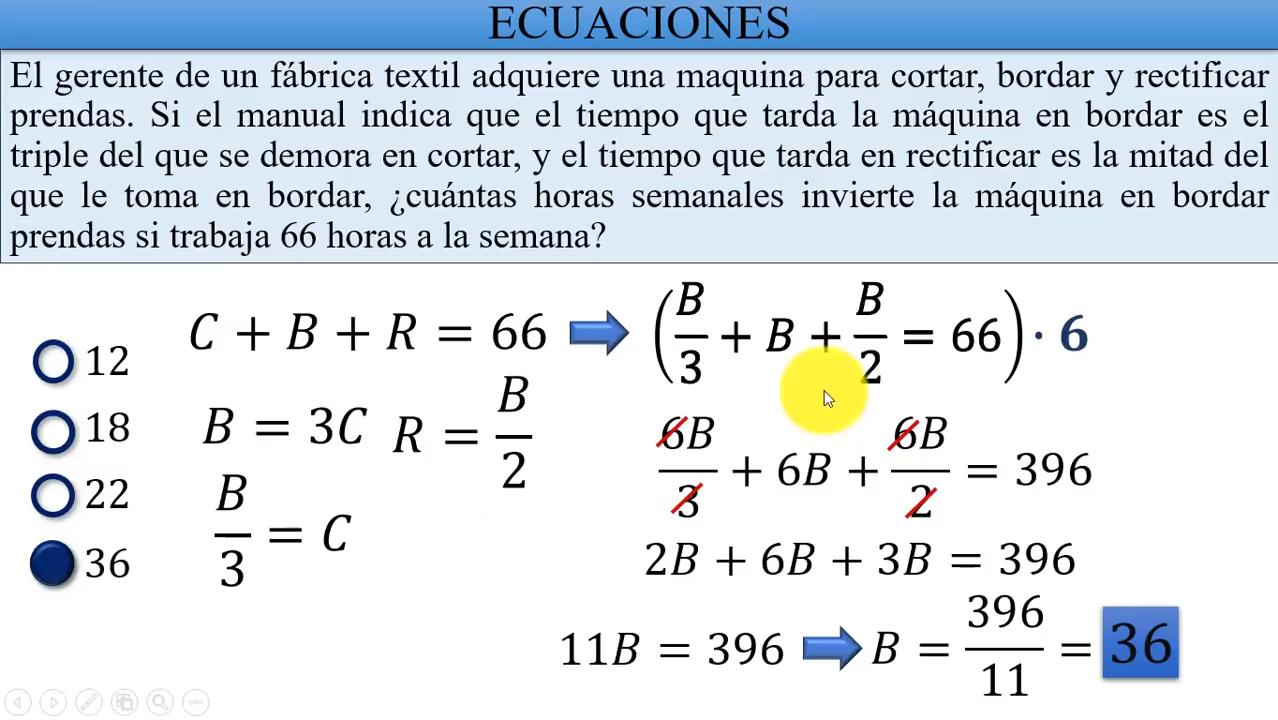 ECUACIONES
El gerente de un fábrica textil adquiere una maquina para cortar, bordar y rectificar
prendas. Si el manual indica que el tiempo que tarda la máquina en bordar es el
triple del que se demora en cortar, y el tiempo que tarda en rectificar es la mitad del
que le toma en bordar, ¿cuántas horas semanales invierte la máquina en bordar
prendas si trabaja 66 horas a la semana?
12
18
22
36
C + B + R = 66
B = 3C R = B/2
B/3 = C
(B/3 + B + B/2 = 66) · 6
6B/3 + 6B + 6B/2 = 396
2B + 6B + 3B = 396
11B = 396 B = 396/11 = 36